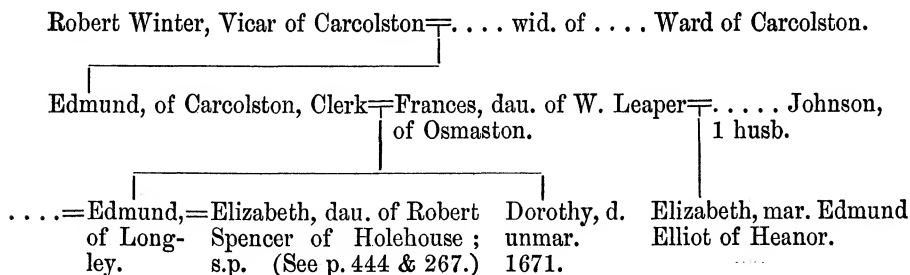 Robert Winter, Vicar of Carcolston=. . . . wid. of . . . . Ward of Carcolston.
Edmund, of Carcolston, Clerk=Frances, dau. of W. Leaper=. . . . . Johnson,
of Osmaston. 1 husb.
. . . .=Edmund,=Elizabeth, dau. of Robert Dorothy, d. Elizabeth, mar. Edmund
of Long- Spencer of Holehouse ; unmar. Elliot of Heanor.
ley. s.p. (See p. 444 & 267.) 1671.